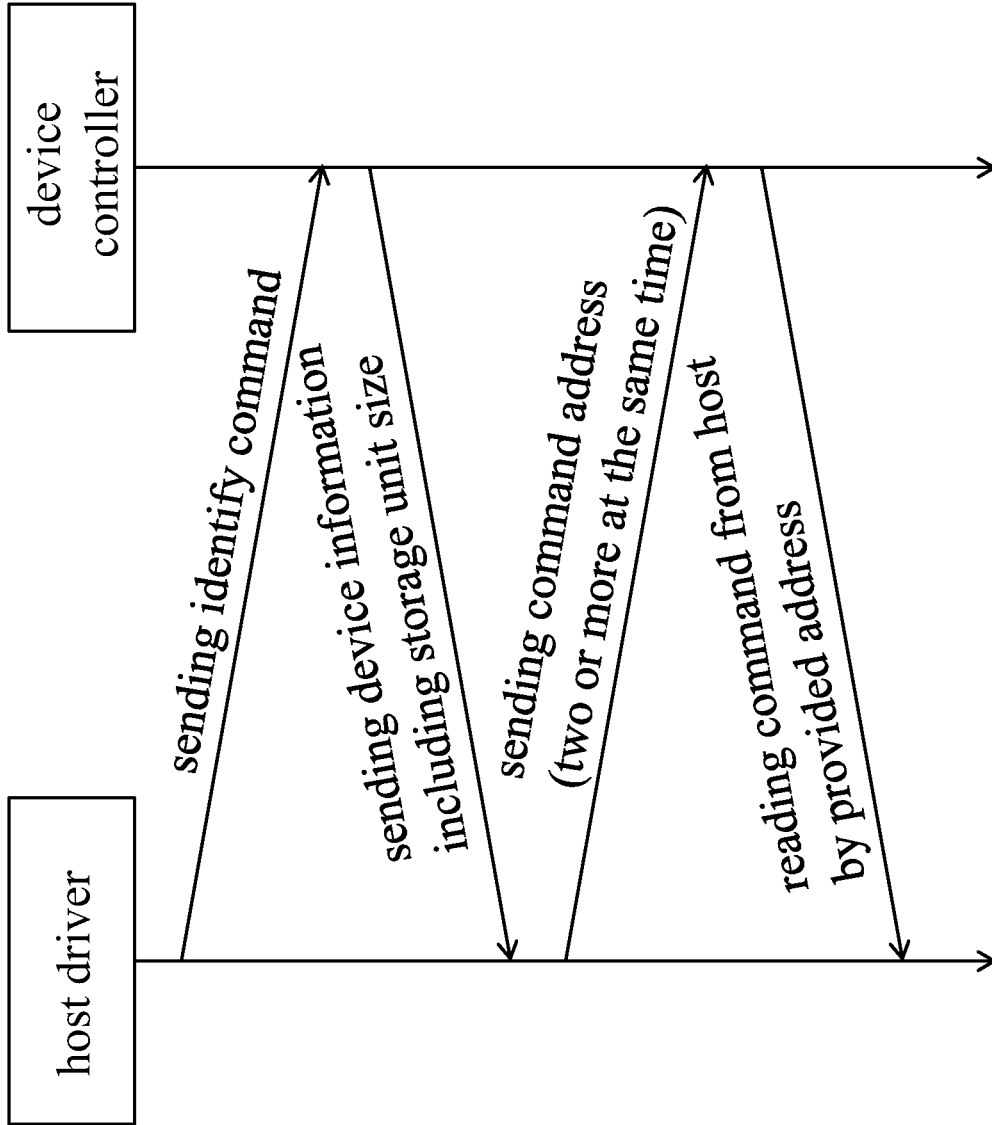 host driver
device
controller
sending identify command
sending device information
including storage unit size
sending command address
(two or more at the same time)
reading command from host
by provided address